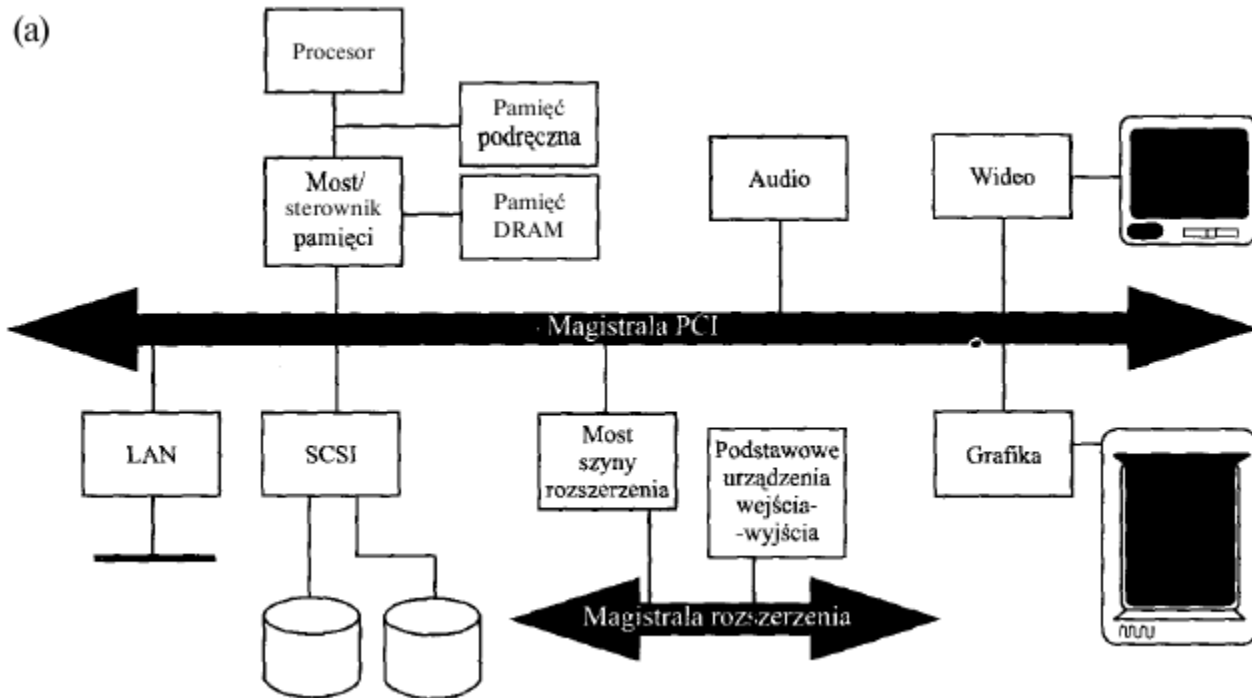 (a)
Procesor
Pamięć
podręczna
Most/
sterownik
pamięci
Pamięć
DRAM
Audio
Wideo
Magistrala PCI
LAN
SCSI
Most
szyny
rozszerzenia
Podstawowe
urządzenia
wejścia-
-wyjścia
Grafika
Magistrala rozszerzenia